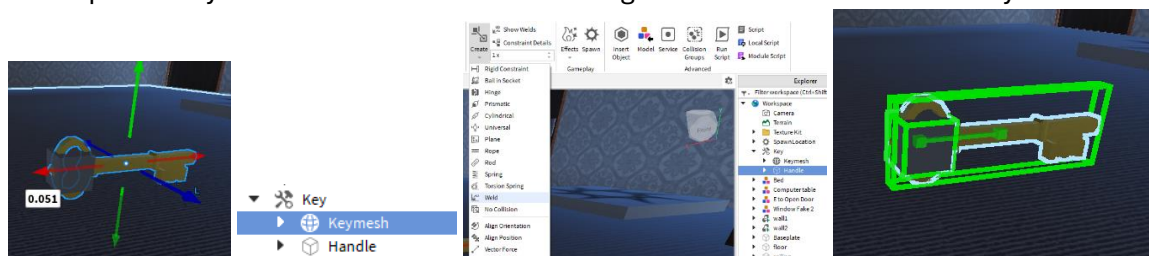 Show Welds
Constraint Details
Create
1x
Effects Spawn
Insert Object
Model
Service
Collision Groups
Run Script
Script
Local Script
Module Script
Gameplay
Advanced
Rigid Constraint
Ball in Socket
Hinge
Prismatic
Cylindrical
Universal
Plane
Rope
Rod
Spring
Torsion Spring
Weld
No Collision
Align Orientation
Align Position
Vector Force
Explorer
Filter workspace (Ctrl+Shift
Workspace
Camera
Terrain
Texture Kit
SpawnLocation
Key
Keymesh
Handle
Bed
Computertable
E to Open Door
Window Fake 2
wall1
wall2
Baseplate
floor
0.051
Key
Keymesh
Handle